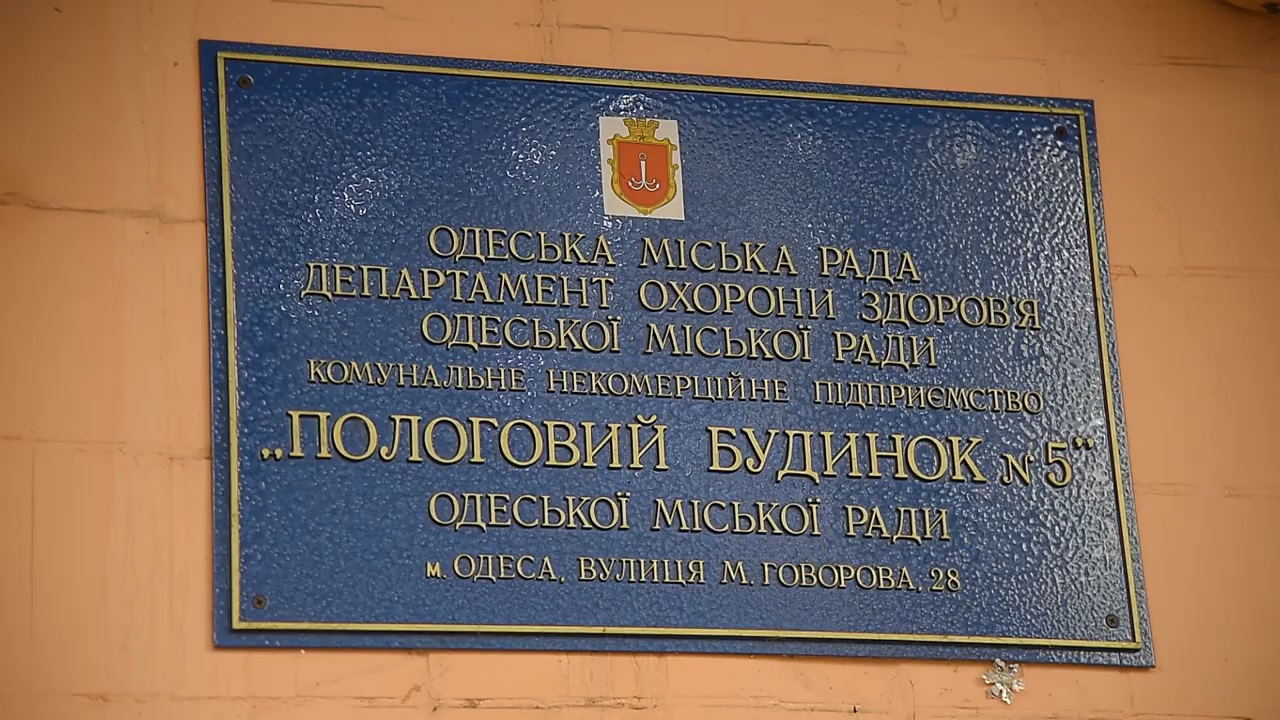 ОДЕСЬКА МІСЬКА РАДА
ДЕПАРТАМЕНТ ОХОРОНИ ЗДОРОВ'Я
ОДЕСЬКОЇ МІСЬКОЇ РАДИ
КОМУНАЛЬНЕ НЕКОМЕРЦІЙНЕ ПІДПРИЄМСТВО
„ПОЛОГОВИЙ БУДИНОК № 5”
ОДЕСЬКОЇ МІСЬКОЇ РАДИ
м. ОДЕСА, ВУЛИЦЯ М. ГОВОРОВА, 28